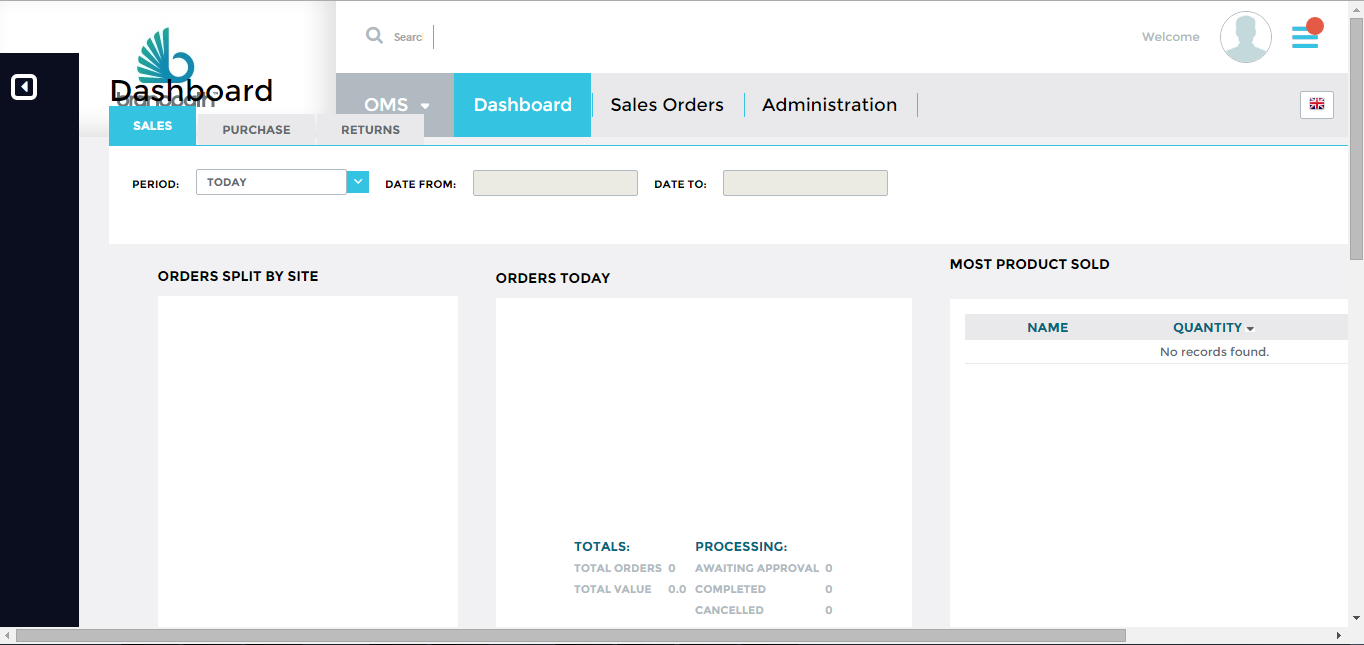 Searc
Welcome
Dashboard
OMS
Dashboard
Sales Orders
Administration
SALES
PURCHASE
RETURNS
PERIOD:
TODAY
DATE FROM:
DATE TO:
ORDERS SPLIT BY SITE
ORDERS TODAY
MOST PRODUCT SOLD
NAME
QUANTITY
No records found.
TOTALS:
PROCESSING:
TOTAL ORDERS 0
AWAITING APPROVAL 0
TOTAL VALUE 0.0
COMPLETED 0
CANCELLED 0